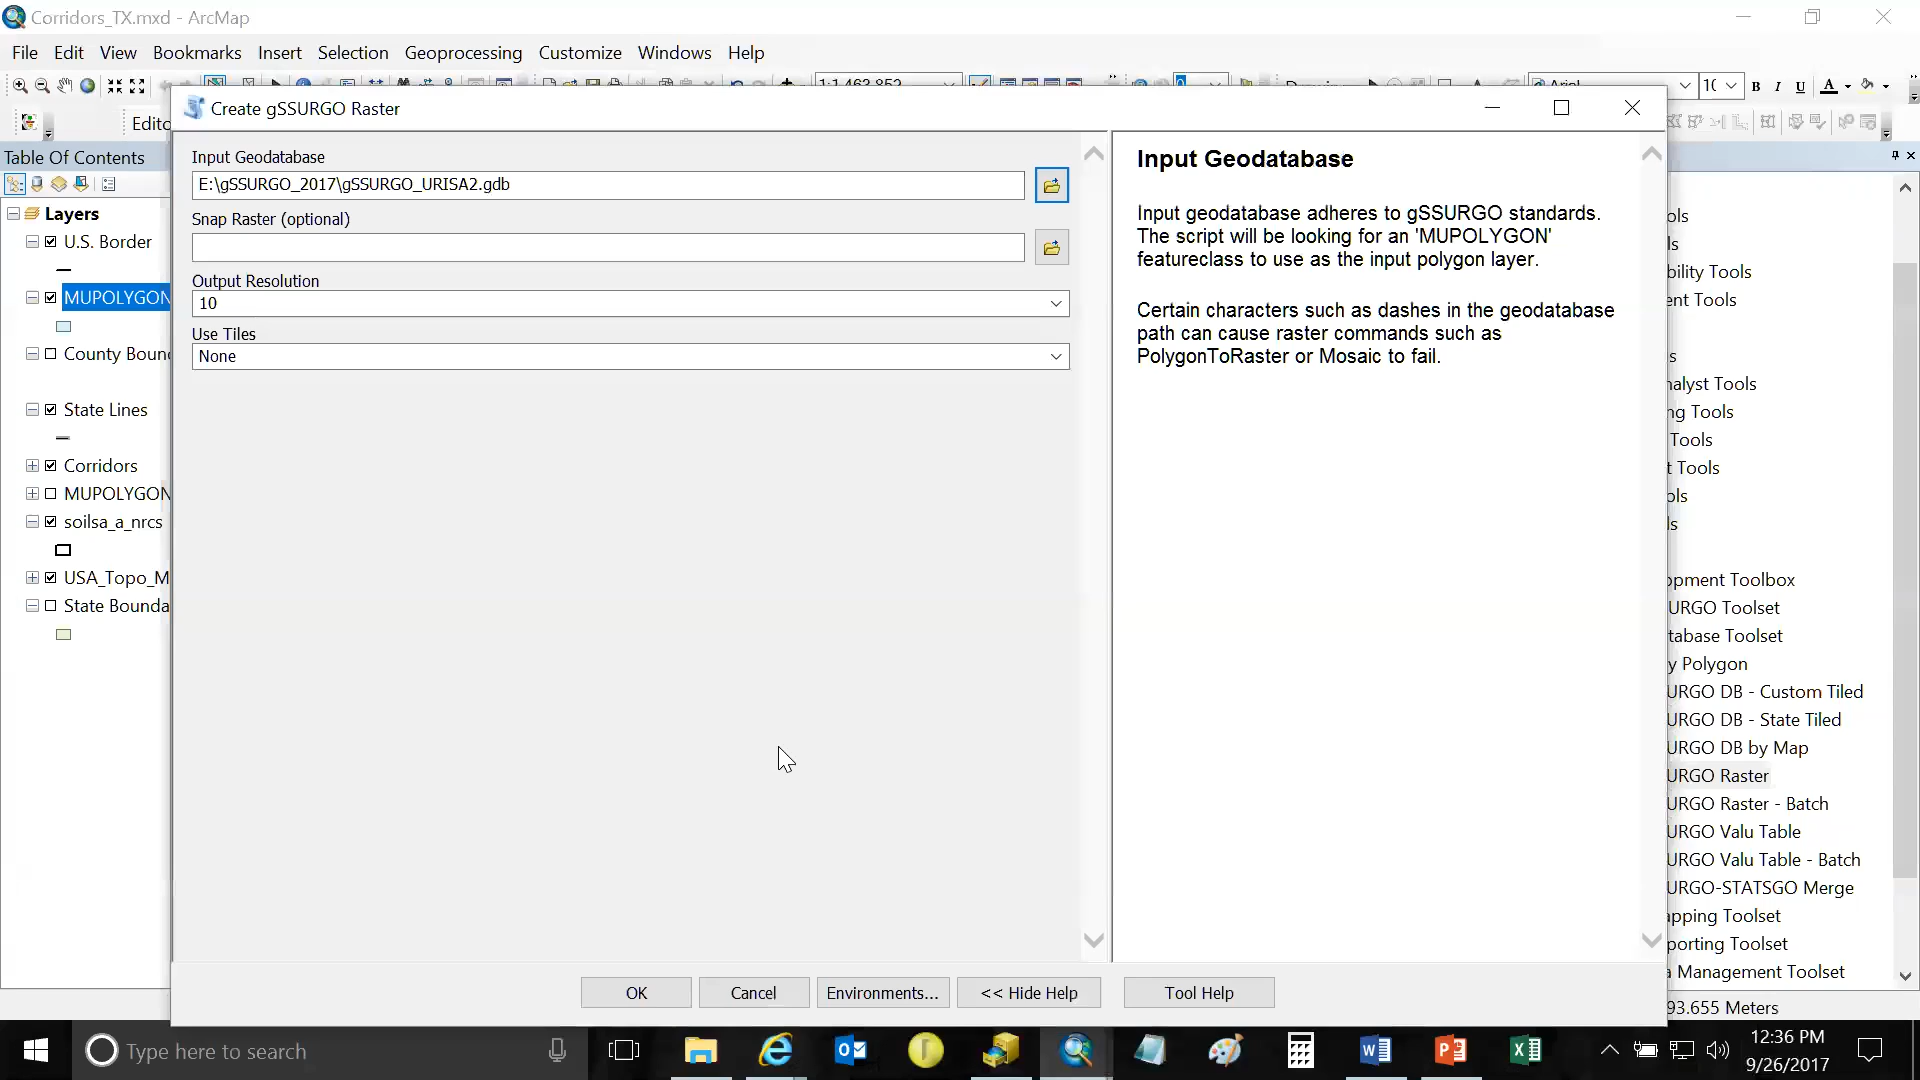 Corridors_TX.mxd - ArcMap
File Edit View Bookmarks Insert Selection Geoprocessing Customize Windows Help
B I U A
Create gSSURGO Raster
Table Of Contents
Layers
U.S. Border
MUPOLYGON
County Boun
State Lines
Corridors
MUPOLYGON
soilsa_a_nrcs
USA_Topo_M
State Bounda
Input Geodatabase
E:\gSSURGO_2017\gSSURGO_URISA2.gdb
Snap Raster (optional)
Output Resolution
10
Use Tiles
None
Input Geodatabase
Input geodatabase adheres to gSSURGO standards.
The script will be looking for an 'MUPOLYGON'
featureclass to use as the input polygon layer.
Certain characters such as dashes in the geodatabase
path can cause raster commands such as
PolygonToRaster or Mosaic to fail.
ols
ls
bility Tools
ent Tools
s
nalyst Tools
ng Tools
Tools
t Tools
ols
ls
opment Toolbox
URGO Toolset
tabase Toolset
y Polygon
URGO DB - Custom Tiled
URGO DB - State Tiled
URGO DB by Map
URGO Raster
URGO Raster - Batch
URGO Valu Table
URGO Valu Table - Batch
URGO-STATSGO Merge
apping Toolset
porting Toolset
a Management Toolset
OK Cancel Environments... << Hide Help Tool Help
93.655 Meters
Type here to search
12:36 PM
9/26/2017